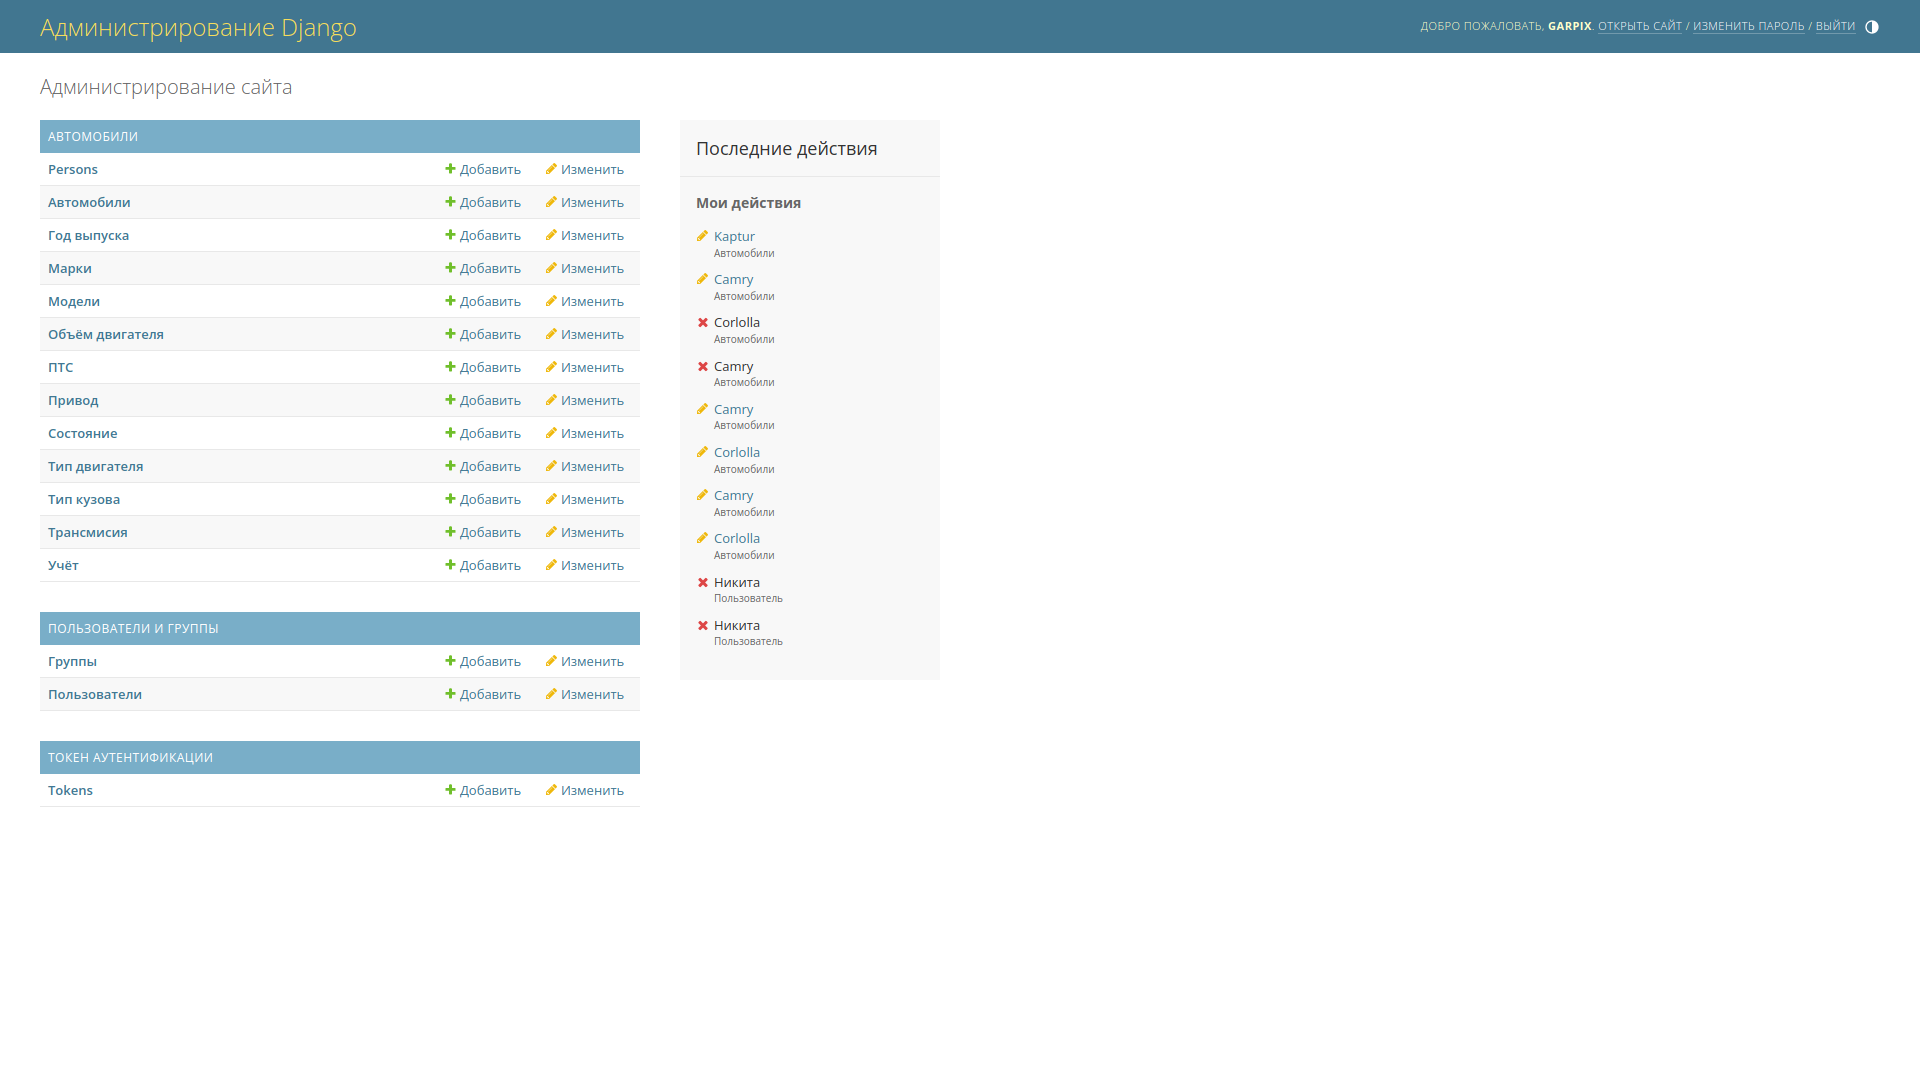 Администрирование Django
ДОБРО ПОЖАЛОВАТЬ, GARPIX. ОТКРЫТЬ САЙТ / ИЗМЕНИТЬ ПАРОЛЬ / ВЫЙТИ
Администрирование сайта
АВТОМОБИЛИ
Persons Добавить Изменить
Автомобили Добавить Изменить
Год выпуска Добавить Изменить
Марки Добавить Изменить
Модели Добавить Изменить
Объём двигателя Добавить Изменить
ПТС Добавить Изменить
Привод Добавить Изменить
Состояние Добавить Изменить
Тип двигателя Добавить Изменить
Тип кузова Добавить Изменить
Трансмисия Добавить Изменить
Учёт Добавить Изменить
ПОЛЬЗОВАТЕЛИ И ГРУППЫ
Группы Добавить Изменить
Пользователи Добавить Изменить
ТОКЕН АУТЕНТИФИКАЦИИ
Tokens Добавить Изменить
Последние действия
Мои действия
Kaptur
Автомобили
Camry
Автомобили
Corlolla
Автомобили
Camry
Автомобили
Camry
Автомобили
Corlolla
Автомобили
Camry
Автомобили
Corlolla
Автомобили
Никита
Пользователь
Никита
Пользователь